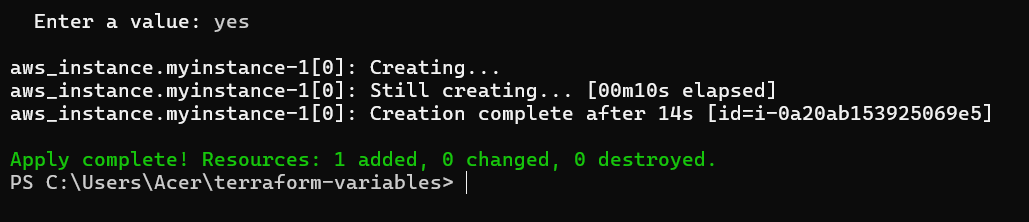 Enter a value: yes
aws_instance.myinstance-1[0]: Creating...
aws_instance.myinstance-1[0]: Still creating... [00m10s elapsed]
aws_instance.myinstance-1[0]: Creation complete after 14s [id=i-0a20ab153925069e5]
Apply complete! Resources: 1 added, 0 changed, 0 destroyed.
PS C:\Users\Acer\terraform-variables>